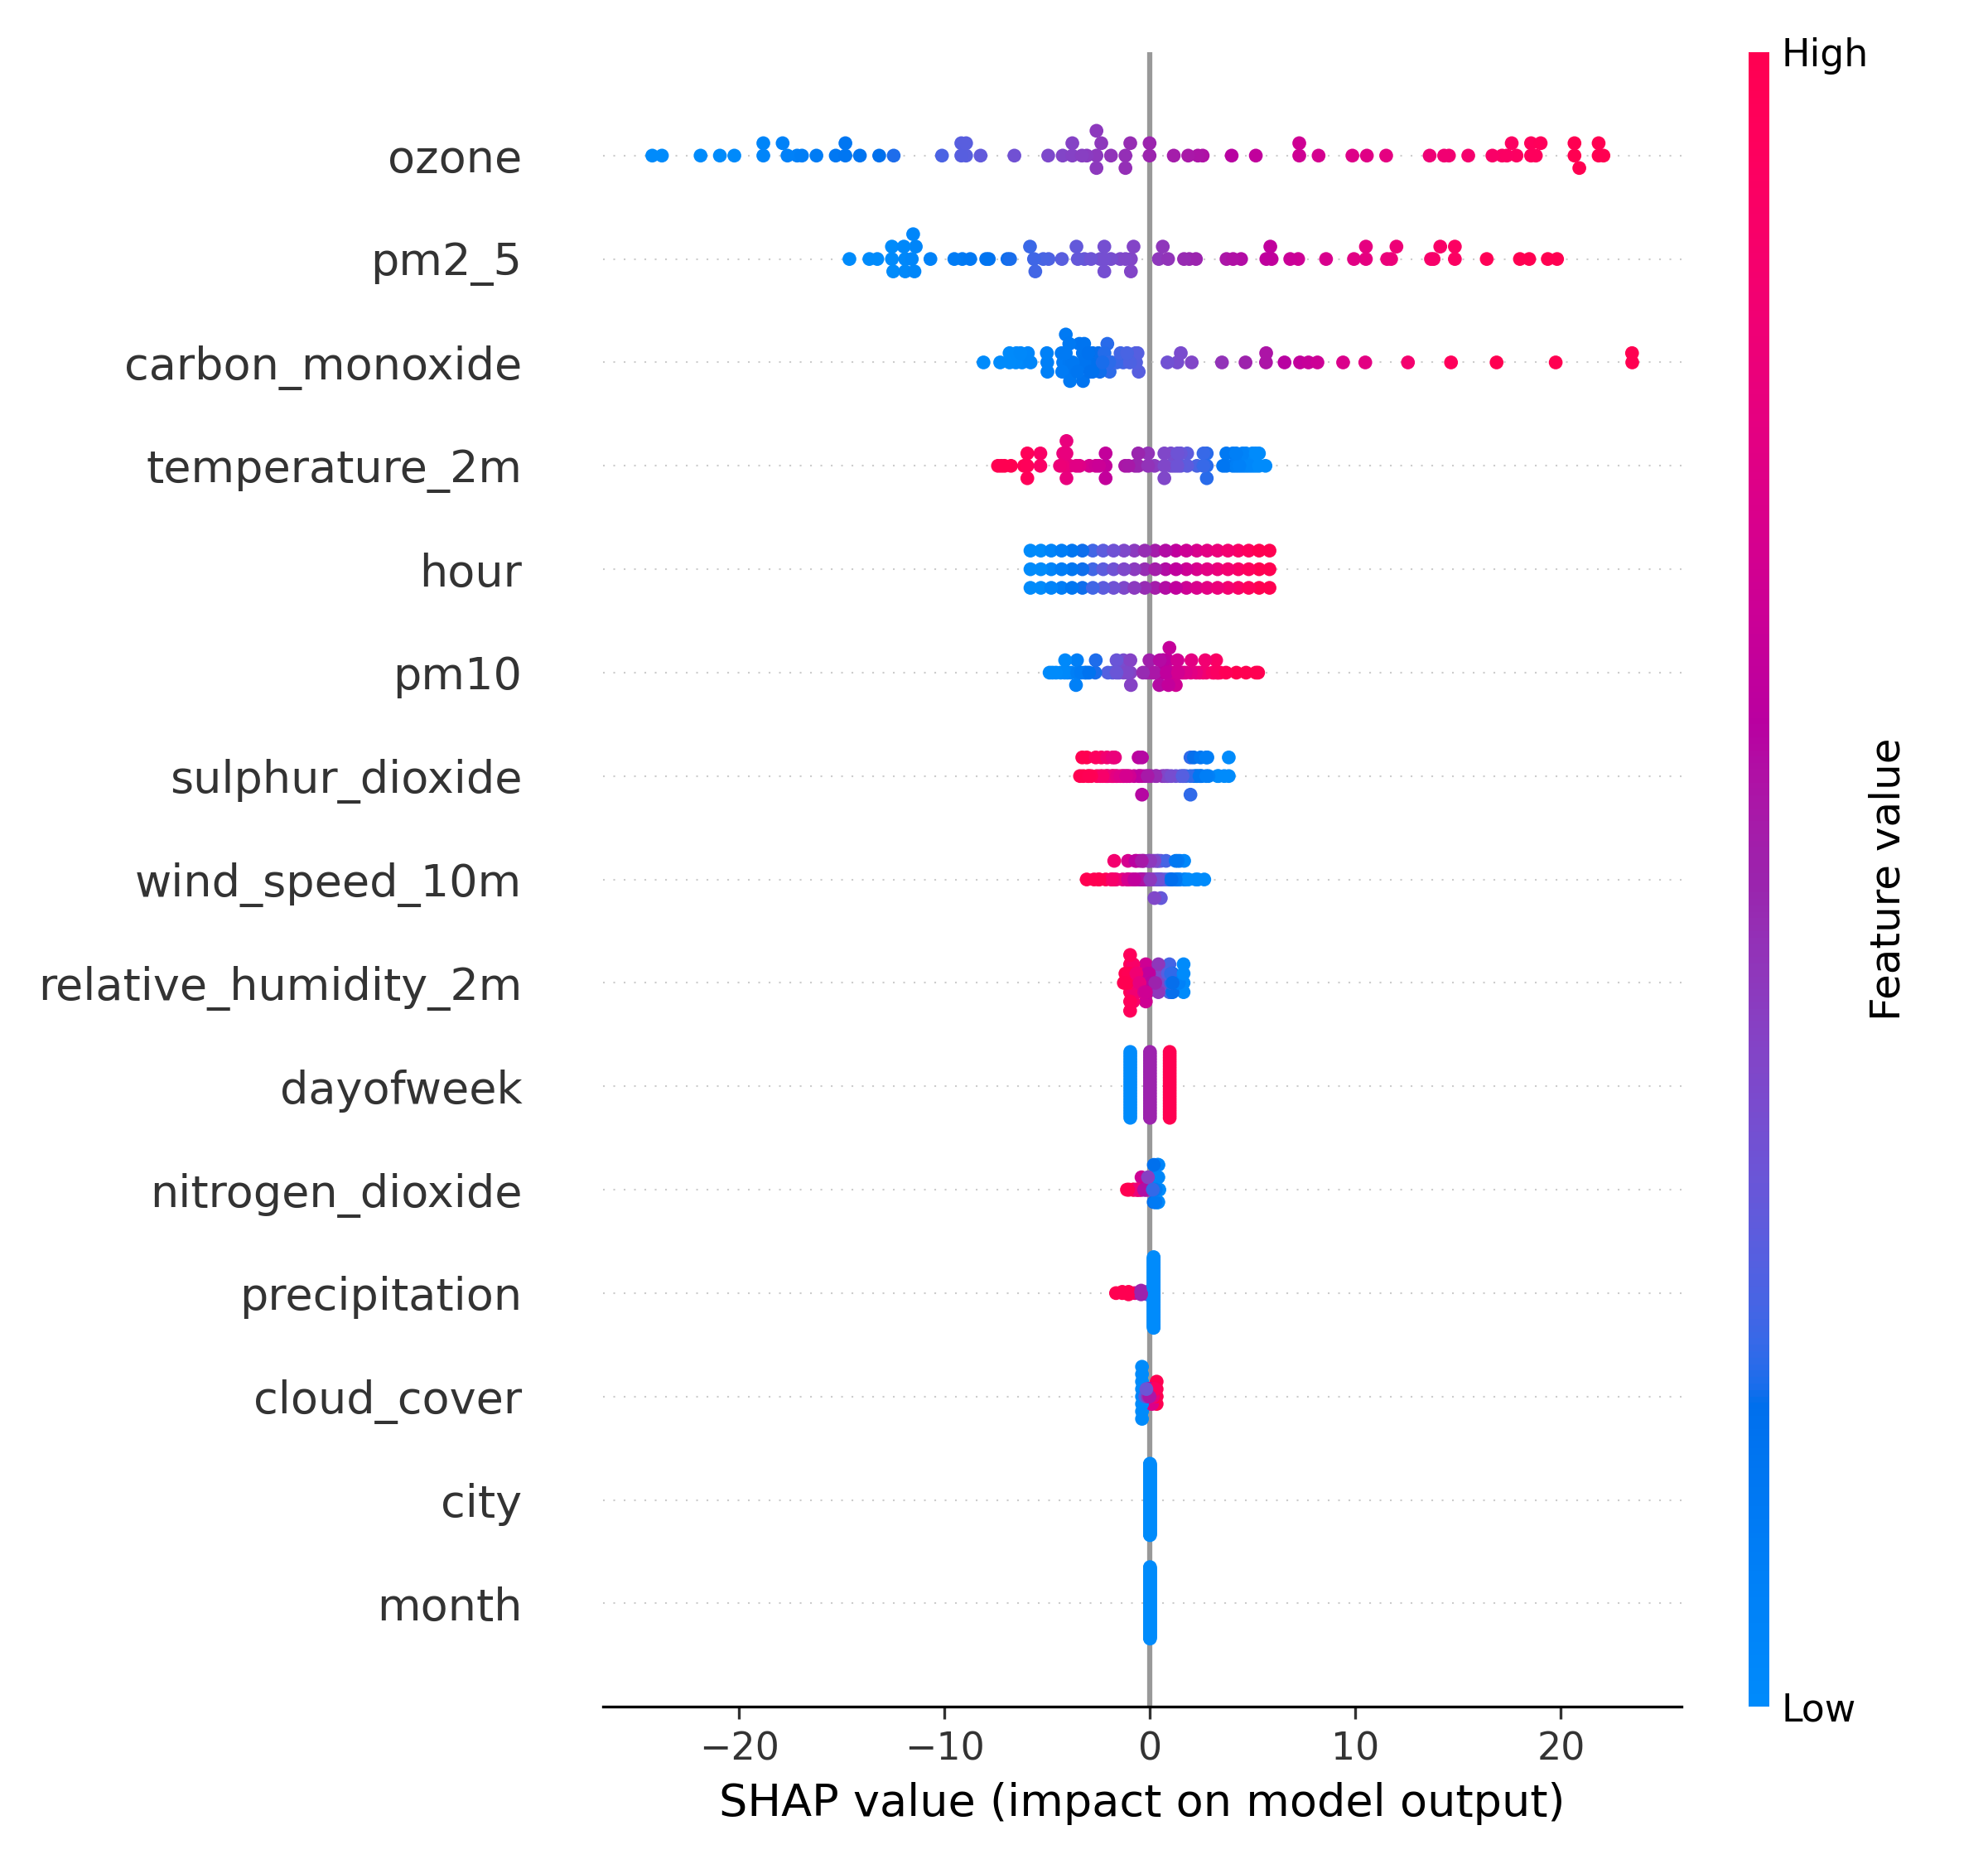 High
ozone
pm2_5
carbon_monoxide
temperature_2m
hour
pm10
sulphur_dioxide
wind_speed_10m
relative_humidity_2m
dayofweek
nitrogen_dioxide
precipitation
cloud_cover
city
month
Feature value
Low
−20 −10 0 10 20
SHAP value (impact on model output)